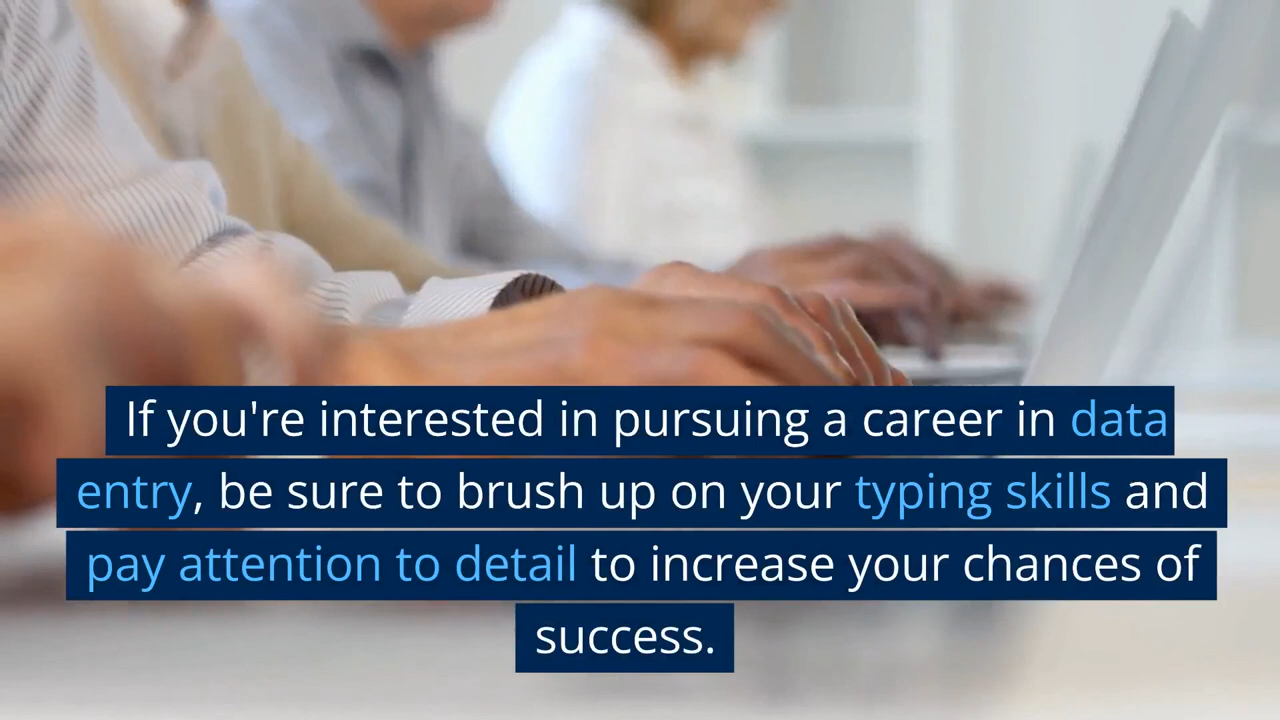 If you're interested in pursuing a career in data
entry, be sure to brush up on your typing skills and
pay attention to detail to increase your chances of
success.